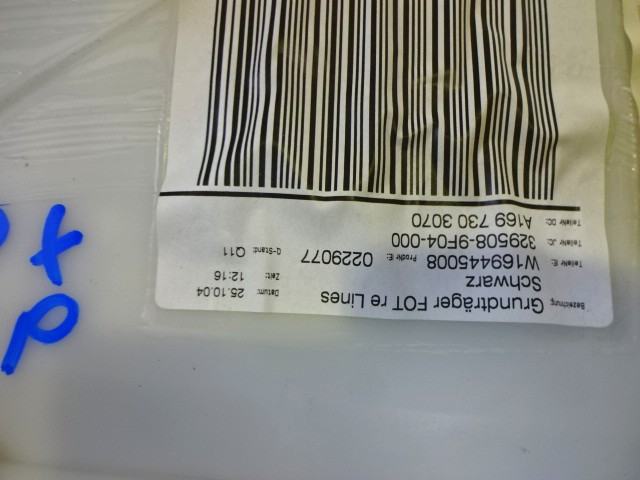 Bezeichnung: Grundträger FOT re Lines
Schwarz
Datum: 25.10.04
TeileNr E: W169445008 ProdNr E: 0229077
Zeit: 12:16
TeileNr JC: 329508-9F04-000
Q-Stand: Q11
TeileNr DC: A169 730 3070